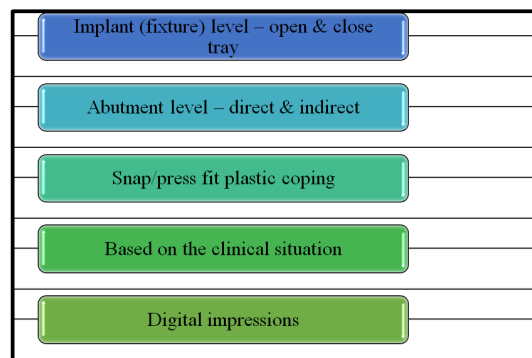 Implant (fixture) level – open & close
tray
Abutment level – direct & indirect
Snap/press fit plastic coping
Based on the clinical situation
Digital impressions